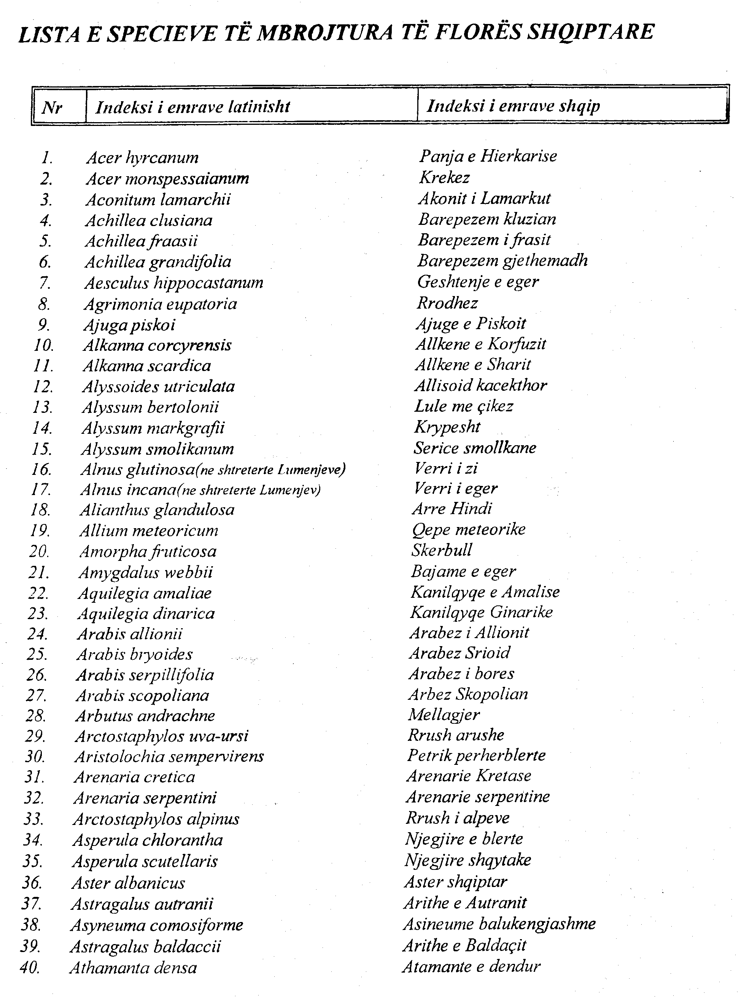 LISTA E SPECIEVE TË MBROJTURA TË FLORËS SHQIPTARE
Nr Indeksi i emrave latinisht Indeksi i emrave shqip
1. Acer hyrcanum Panja e Hierkarise
2. Acer monspessaianum Krekez
3. Aconitum lamarchii Akonit i Lamarkut
4. Achillea clusiana Barepezem kluzian
5. Achillea fraasii Barepezem i frasit
6. Achillea grandifolia Barepezem gjethemadh
7. Aesculus hippocastanum Geshtenje e eger
8. Agrimonia eupatoria Rrodhez
9. Ajuga piskoi Ajuge e Piskoit
10. Alkanna corcyrensis Allkene e Korfuzit
11. Alkanna scardica Allkene e Sharit
12. Alyssoides utriculata Allisoid kacekthor
13. Alyssum bertolonii Lule me çikez
14. Alyssum markgrafii Krypesht
15. Alyssum smolikanum Serice smollkane
16. Alnus glutinosa(ne shtreterte Lumenjeve) Verri i zi
17. Alnus incana(ne shtreterte Lumenjev) Verri i eger
18. Alianthus glandulosa Arre Hindi
19. Allium meteoricum Qepe meteorike
20. Amorpha fruticosa Skerbull
21. Amygdalus webbii Bajame e eger
22. Aquilegia amaliae Kanilqyqe e Amalise
23. Aquilegia dinarica Kanilqyqe Ginarike
24. Arabis allionii Arabez i Allionit
25. Arabis bryoides Arabez Srioid
26. Arabis serpillifolia Arabez i bores
27. Arabis scopoliana Arbez Skopolian
28. Arbutus andrachne Mellagjer
29. Arctostaphylos uva-ursi Rrush arushe
30. Aristolochia sempervirens Petrik perherblerte
31. Arenaria cretica Arenarie Kretase
32. Arenaria serpentini Arenarie serpentine
33. Arctostaphylos alpinus Rrush i alpeve
34. Asperula chlorantha Njegjire e blerte
35. Asperula scutellaris Njegjire shqytake
36. Aster albanicus Aster shqiptar
37. Astragalus autranii Arithe e Autranit
38. Asyneuma comosiforme Asineume balukengjashme
39. Astragalus baldaccii Arithe e Baldaçit
40. Athamanta densa Atamante e dendur